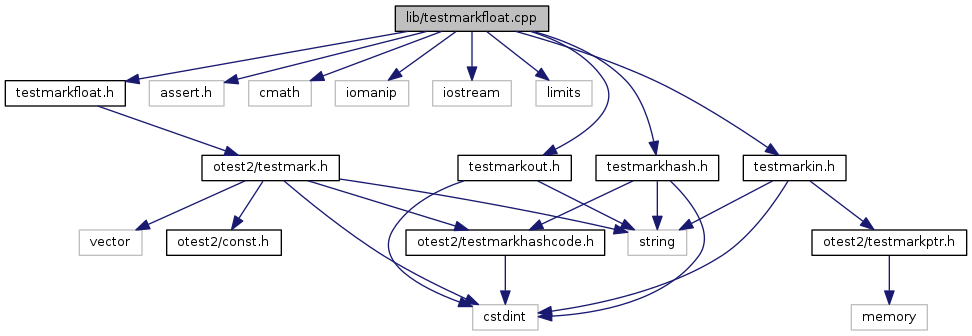 lib/testmarkfloat.cpp
testmarkfloat.h
assert.h
cmath
iomanip
iostream
limits
otest2/testmark.h
testmarkout.h
testmarkhash.h
testmarkin.h
vector
otest2/const.h
otest2/testmarkhashcode.h
string
otest2/testmarkptr.h
cstdint
memory